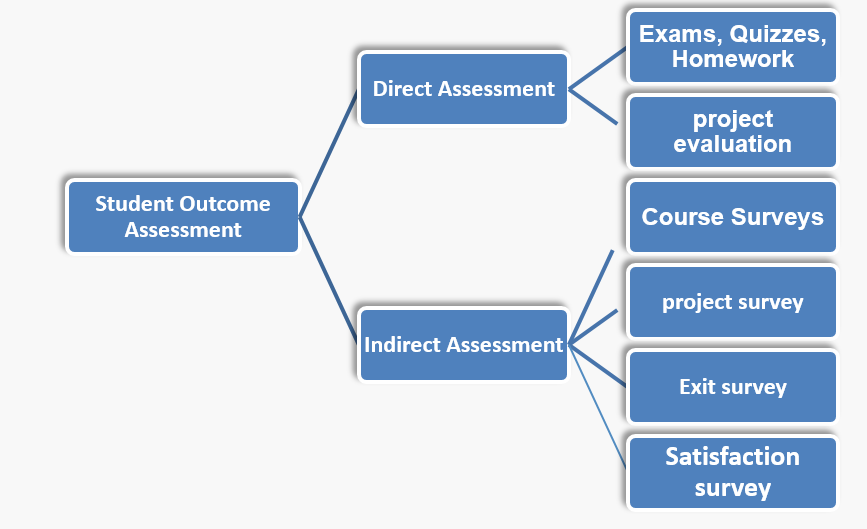 Student Outcome
Assessment
Direct Assessment
Exams, Quizzes,
Homework
project
evaluation
Indirect Assessment
Course Surveys
project survey
Exit survey
Satisfaction
survey